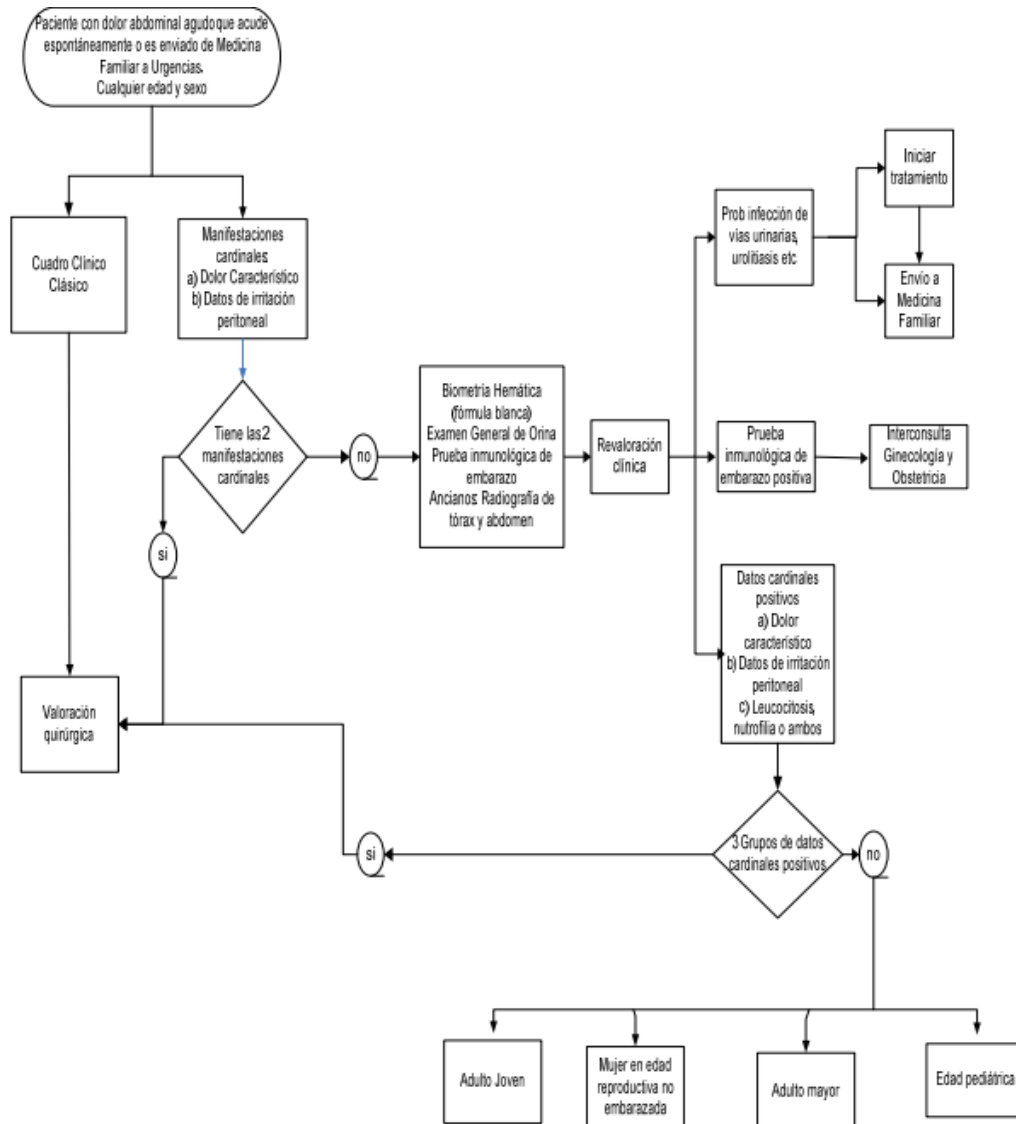 Paciente con dolor abdominal agudo que acude
espontáneamente o es enviado de Medicina
Familiar a Urgencias.
Cualquier edad y sexo
Cuadro Clínico
Clásico
Manifestaciones
cardinales:
a) Dolor Característico
b) Datos de irritación
peritoneal
Tiene las 2
manifestaciones
cardinales
no
si
Valoración
quirúrgica
Biometría Hemática
(fórmula blanca)
Examen General de Orina
Prueba inmunológica de
embarazo
Ancianos: Radiografía de
tórax y abdomen
Revaloración
clínica
Prob infección de
vías urinarias,
urolitiasis etc
Iniciar
tratamiento
Envío a
Medicina
Familiar
Prueba
inmunológica de
embarazo positiva
Interconsulta
Ginecología y
Obstetricia
Datos cardinales
positivos
a) Dolor
característico
b) Datos de irritación
peritoneal
c) Leucocitosis,
nutrofilia o ambos
3 Grupos de datos
cardinales positivos
si
no
Adulto Joven
Mujer en edad
reproductiva no
embarazada
Adulto mayor
Edad pediátrica